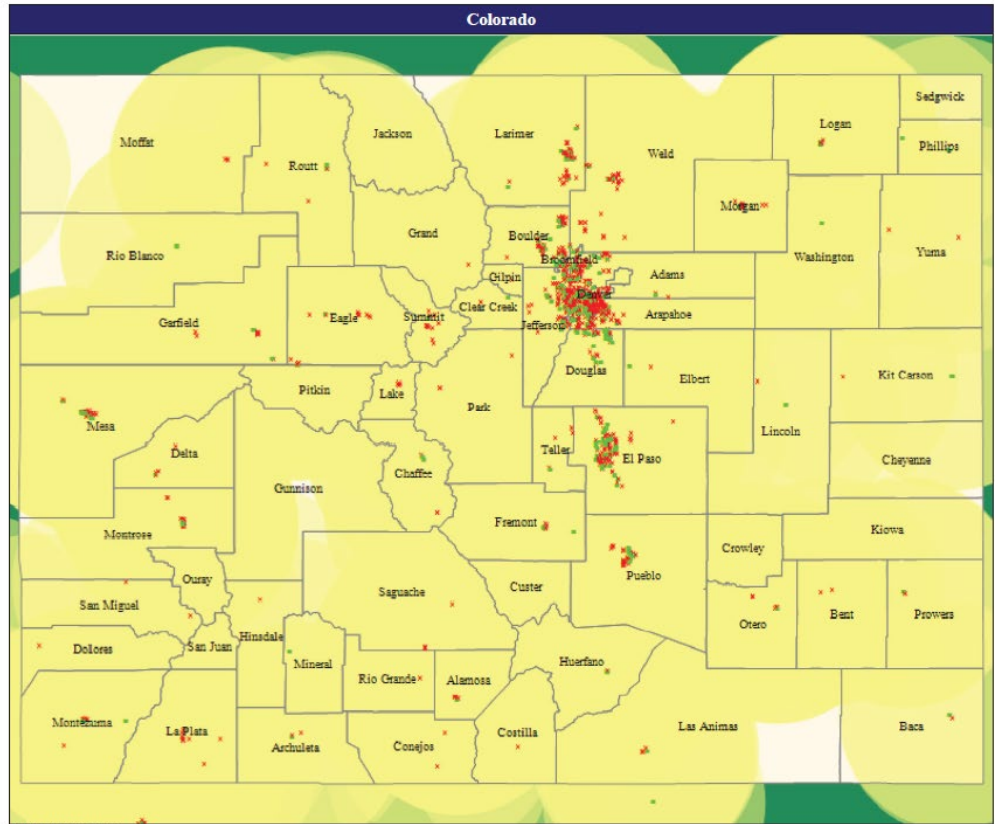 Colorado
Sedgwick
Logan
Phillips
Moffat
Jackson
Larimer
Weld
Routt
Morgan
Yuma
Washington
Rio Blanco
Grand
Boulder
Broomfield
Gilpin
Adams
Clear Creek
Denver
Arapahoe
Jefferson
Garfield
Eagle
Summit
Douglas
Elbert
Kit Carson
Pitkin
Lake
Park
Lincoln
Mesa
Delta
Teller
El Paso
Cheyenne
Gunnison
Chaffee
Fremont
Kiowa
Montrose
Crowley
Pueblo
Ouray
Custer
Saguache
San Miguel
Otero
Bent
Prowers
Hinsdale
San Juan
Dolores
Mineral
Huerfano
Rio Grande
Alamosa
Montezuma
La Plata
Archuleta
Conejos
Costilla
Las Animas
Baca